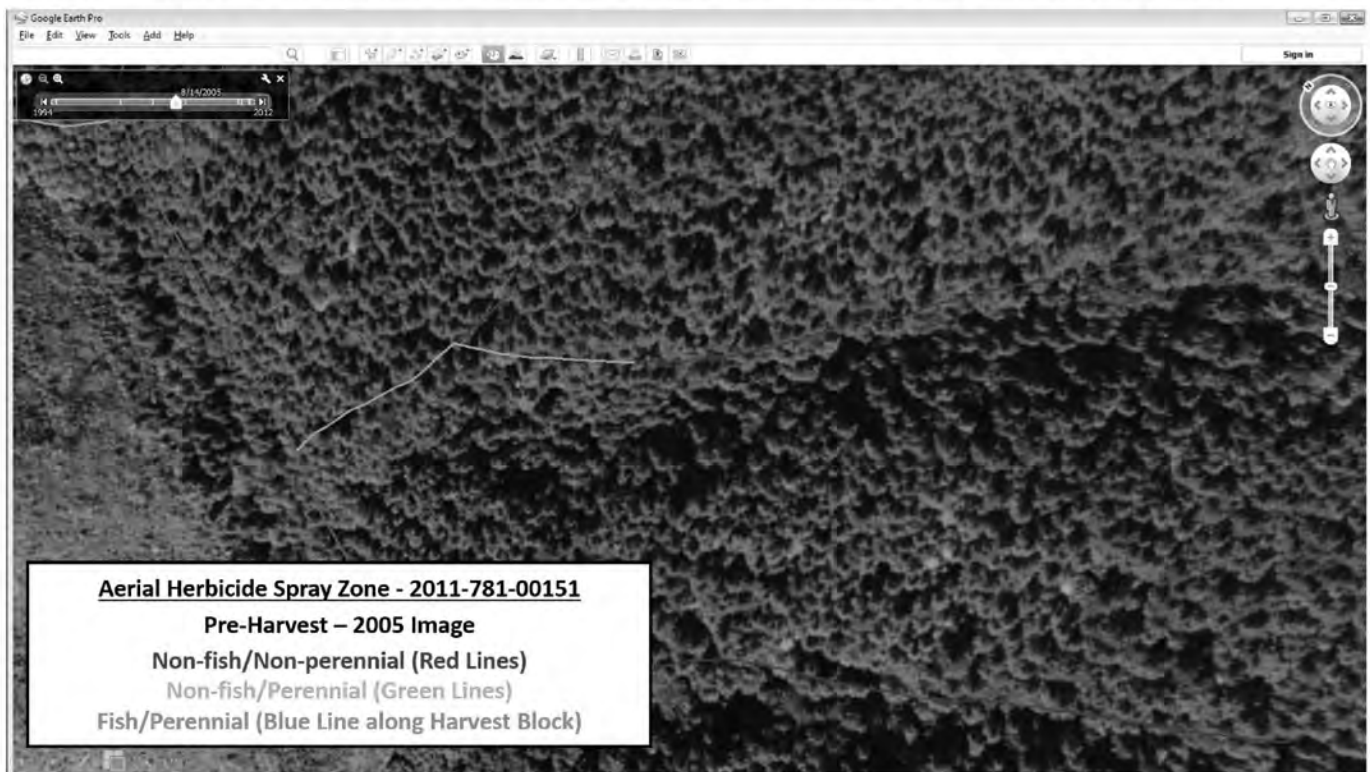 Google Earth Pro
File Edit View Tools Add Help
Sign in
8/14/2005
1994 2012
N
Aerial Herbicide Spray Zone - 2011-781-00151
Pre-Harvest – 2005 Image
Non-fish/Non-perennial (Red Lines)
Non-fish/Perennial (Green Lines)
Fish/Perennial (Blue Line along Harvest Block)